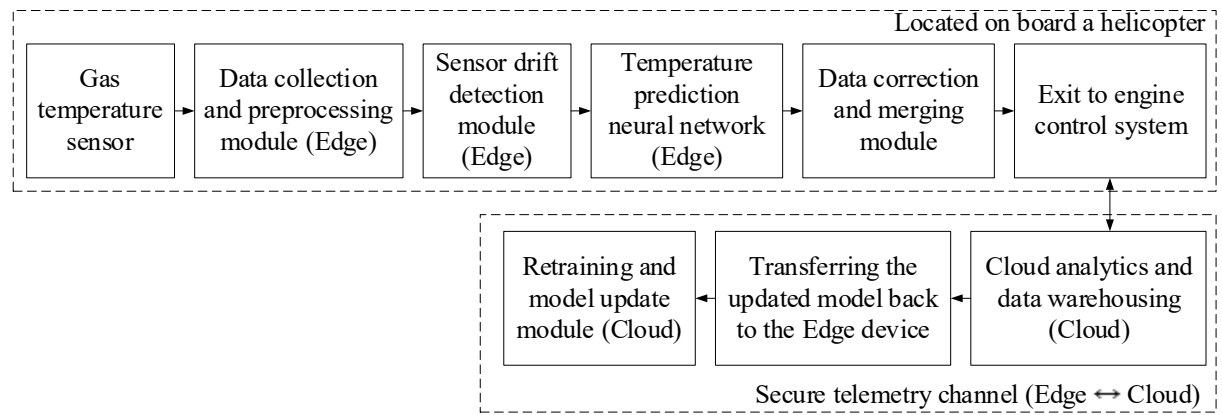 Located on board a helicopter
Gas
temperature
sensor
Data collection
and preprocessing
module (Edge)
Sensor drift
detection
module
(Edge)
Temperature
prediction
neural network
(Edge)
Data correction
and merging
module
Exit to engine
control system
Retraining and
model update
module (Cloud)
Transferring the
updated model back
to the Edge device
Cloud analytics and
data warehousing
(Cloud)
Secure telemetry channel (Edge ↔ Cloud)